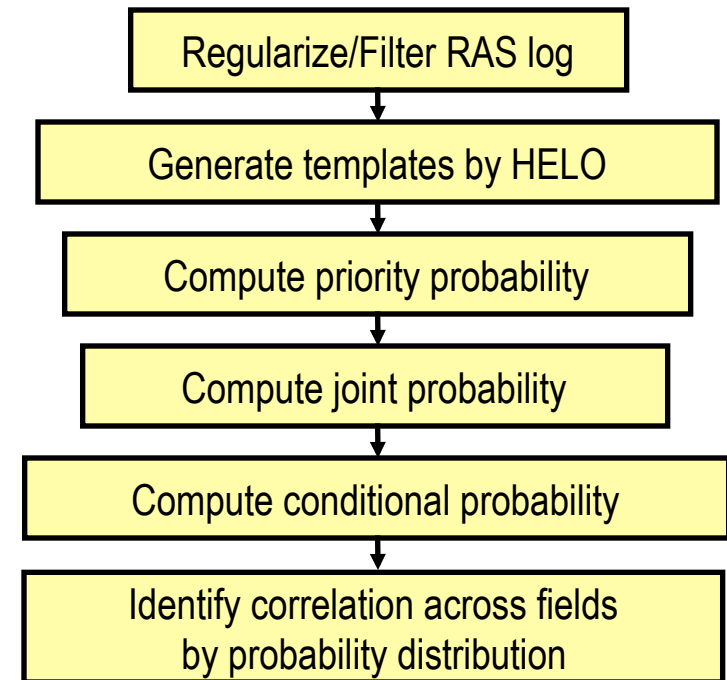 Regularize/Filter RAS log
Generate templates by HELO
Compute priority probability
Compute joint probability
Compute conditional probability
Identify correlation across fields
by probability distribution